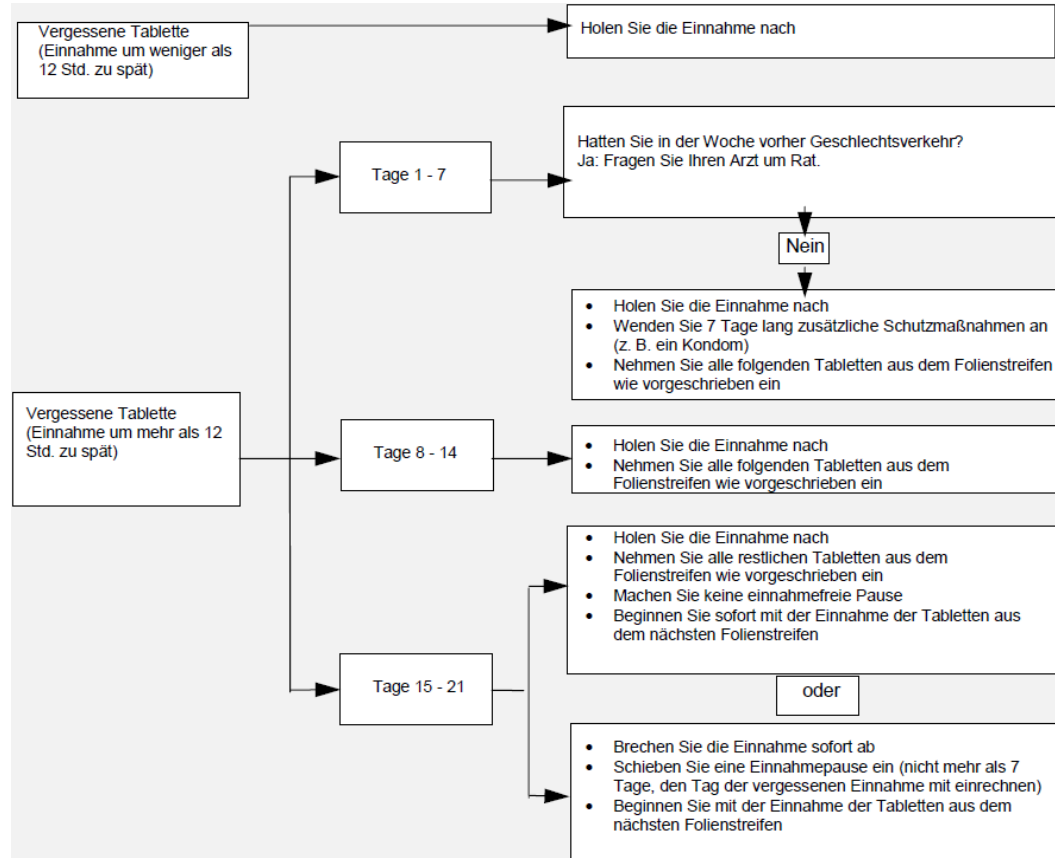 Vergessene Tablette
(Einnahme um weniger als
12 Std. zu spät)
Holen Sie die Einnahme nach
Tage 1 - 7
Hatten Sie in der Woche vorher Geschlechtsverkehr?
Ja: Fragen Sie Ihren Arzt um Rat.
Nein
• Holen Sie die Einnahme nach
• Wenden Sie 7 Tage lang zusätzliche Schutzmaßnahmen an
(z. B. ein Kondom)
• Nehmen Sie alle folgenden Tabletten aus dem Folienstreifen
wie vorgeschrieben ein
Vergessene Tablette
(Einnahme um mehr als 12
Std. zu spät)
Tage 8 - 14
• Holen Sie die Einnahme nach
• Nehmen Sie alle folgenden Tabletten aus dem
Folienstreifen wie vorgeschrieben ein
Tage 15 - 21
• Holen Sie die Einnahme nach
• Nehmen Sie alle restlichen Tabletten aus dem
Folienstreifen wie vorgeschrieben ein
• Machen Sie keine einnahmefreie Pause
• Beginnen Sie sofort mit der Einnahme der Tabletten aus
dem nächsten Folienstreifen
oder
• Brechen Sie die Einnahme sofort ab
• Schieben Sie eine Einnahmepause ein (nicht mehr als 7
Tage, den Tag der vergessenen Einnahme mit einrechnen)
• Beginnen Sie mit der Einnahme der Tabletten aus dem
nächsten Folienstreifen